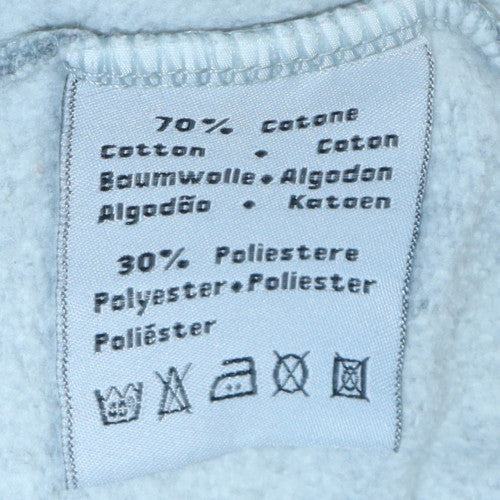 70% Cotone
Cotton • Coton
Baumwolle • Algodon
Algodão • Katoen
30% Poliestere
Polyester • Poliester
Poliéster